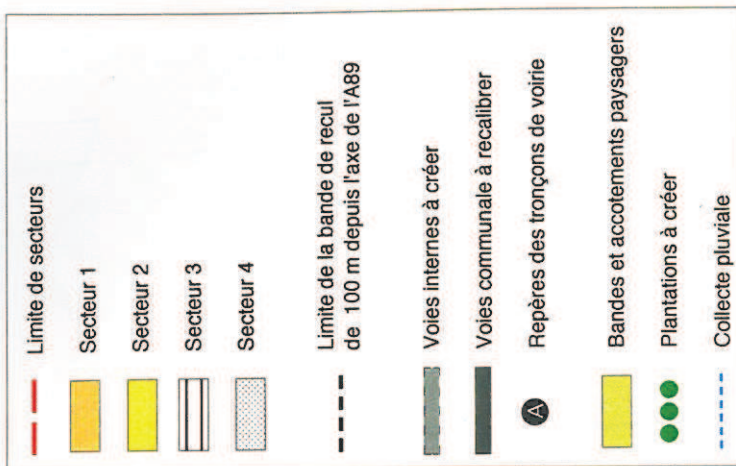 Limite de secteurs
Secteur 1
Secteur 2
Secteur 3
Secteur 4
Limite de la bande de recul
de 100 m depuis l'axe de l'A89
Voies internes à créer
Voies communale à recalibrer
A Repères des tronçons de voirie
Bandes et accotements paysagers
Plantations à créer
Collecte pluviale